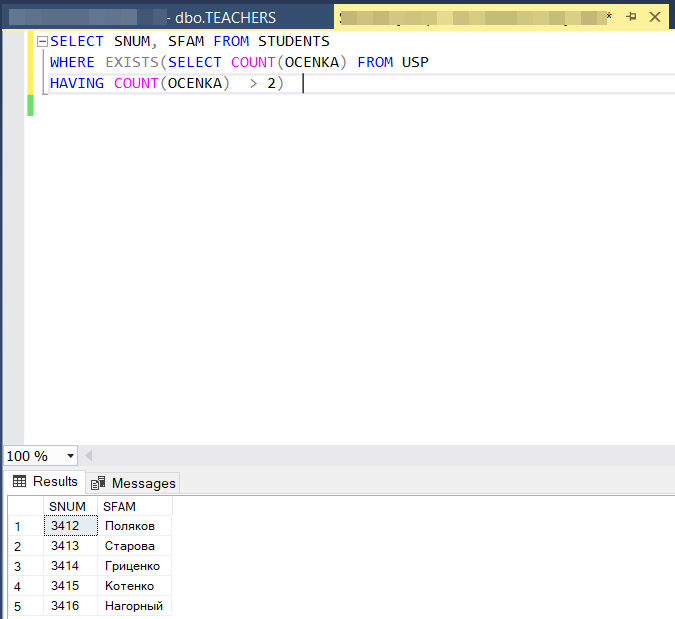 - dbo.TEACHERS
*
SELECT SNUM, SFAM FROM STUDENTS
WHERE EXISTS(SELECT COUNT(OCENKA) FROM USP
HAVING COUNT(OCENKA)  > 2)
100 %
Results
Messages
SNUM SFAM
1 3412 Поляков
2 3413 Старова
3 3414 Гриценко
4 3415 Котенко
5 3416 Нагорный